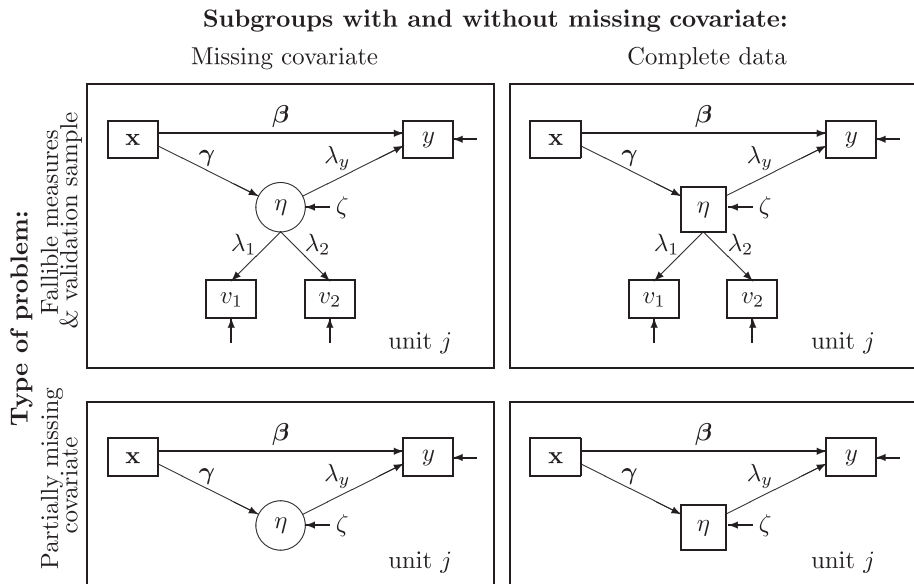 Subgroups with and without missing covariate:
Missing covariate
Complete data
Type of problem:
Fallible measures
& validation sample
x
β
y
γ
λy
η
ζ
λ1
λ2
v1
v2
unit j
x
β
y
γ
λy
η
ζ
λ1
λ2
v1
v2
unit j
Partially missing
covariate
x
β
y
γ
λy
η
ζ
unit j
x
β
y
γ
λy
η
ζ
unit j